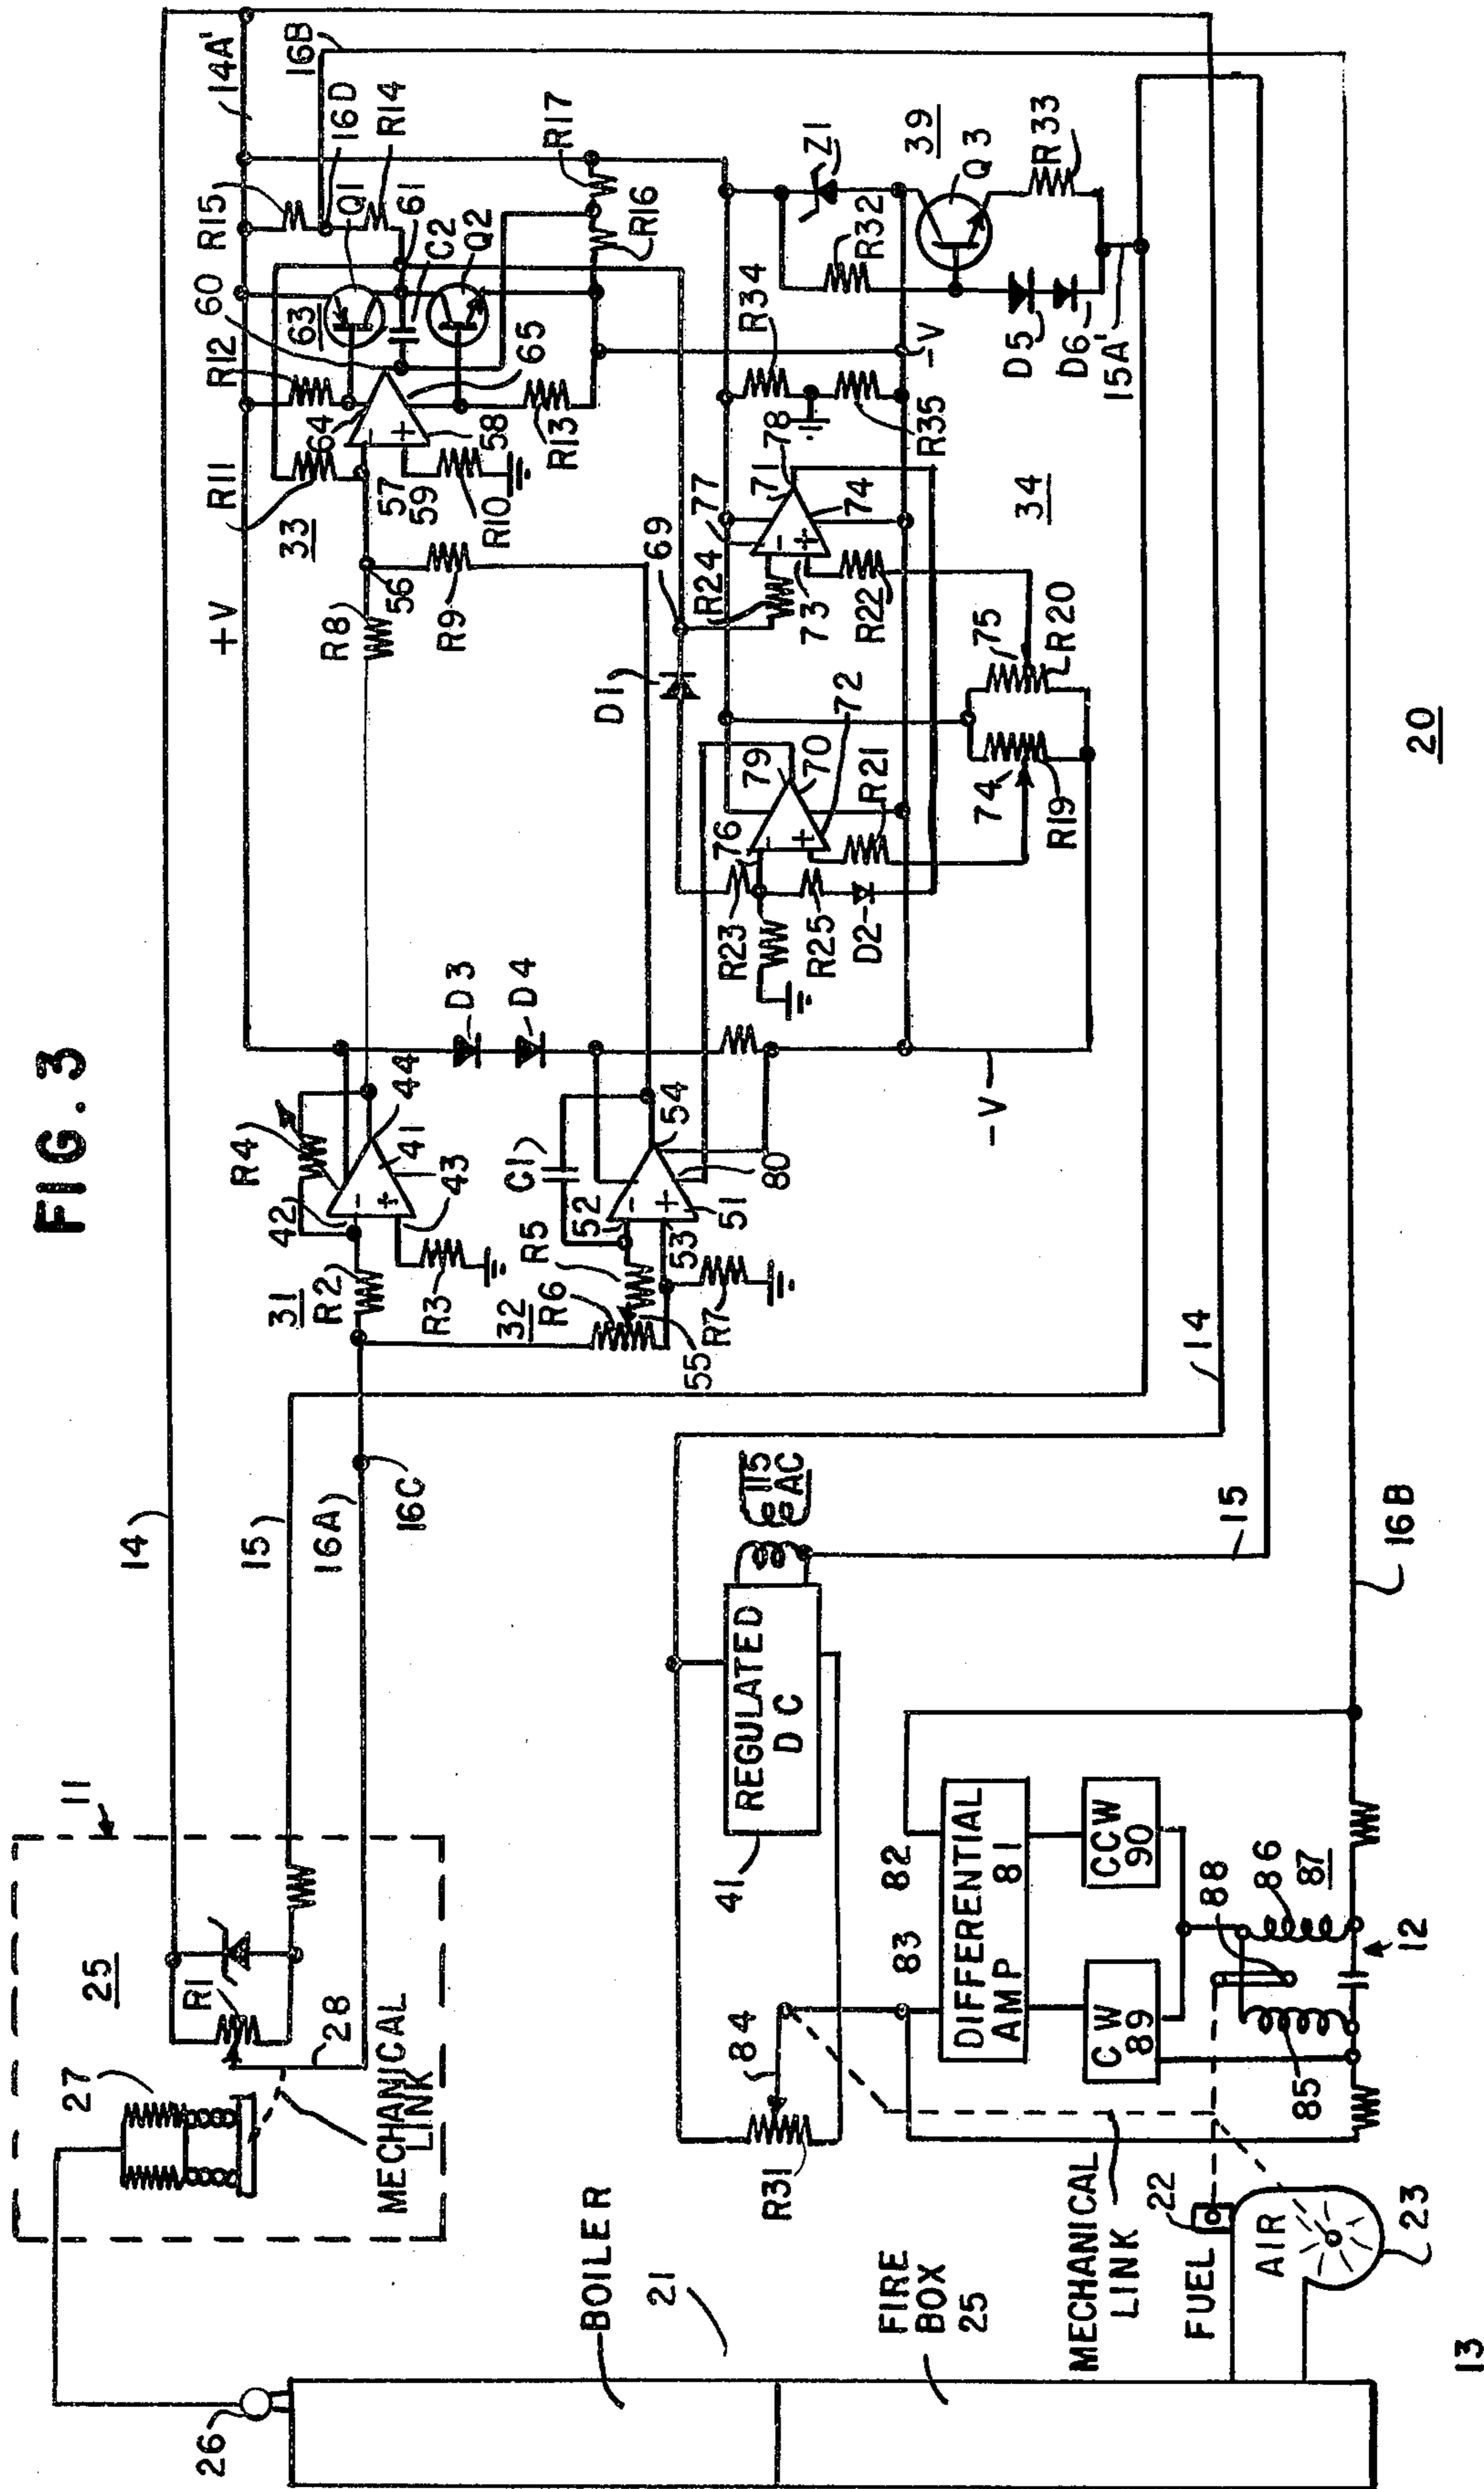 FIG. 3
14
15
16A
16C
11
25
R1
27
28
MECHANICAL
LINK
26
BOILER
21
FIRE
BOX
25
MECHANICAL
LINK
FUEL
22
AIR
23
13
R31
84
83
82
41
REGULATED
DC
115
AC
DIFFERENTIAL
AMP
81
CW
89
CCW
90
85
88
86
87
12
16B
15
14
20
31
R2
42
R4
44
41
43
R3
32
R6
R5
55
R7
53
52
C1
54
51
80
D3
D4
-V
+V
R8
56
R9
R11
33
57
59
R10
58
64
R12
63
60
65
R13
R15
Q1
16D
R14
61
C2
Q2
R16
R17
14A'
16B
D1
69
R24
77
71
78
74
73
R22
76
79
70
72
R21
R23
R25
D2
74
R19
75
R20
34
R34
R35
-V
R32
Z1
39
Q3
R33
D5
D6
15A'